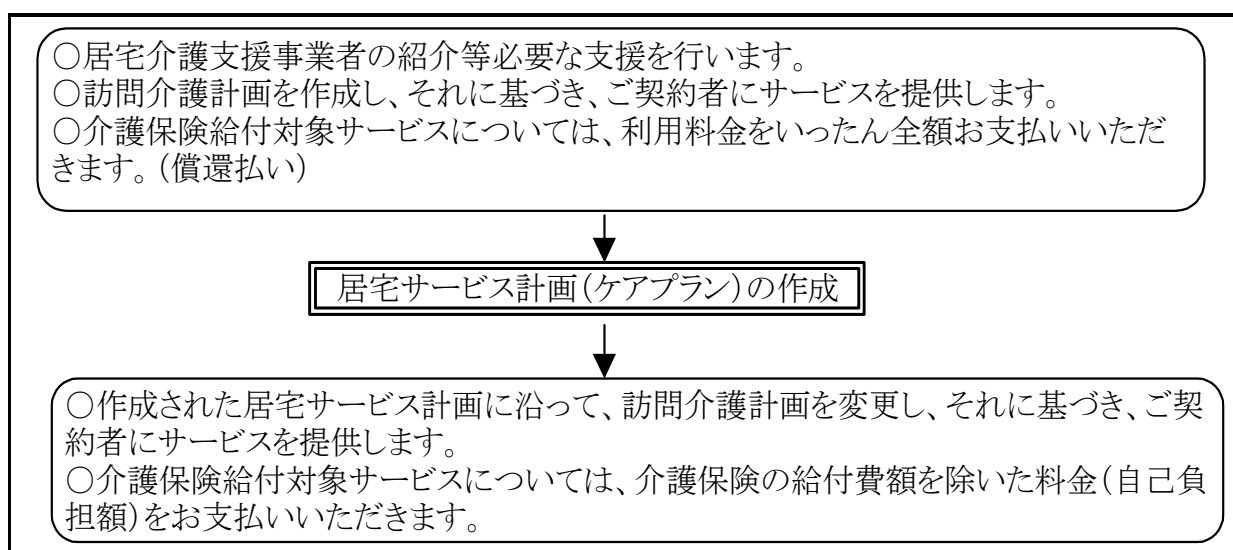 ○居宅介護支援事業者の紹介等必要な支援を行います。
○訪問介護計画を作成し、それに基づき、ご契約者にサービスを提供します。
○介護保険給付対象サービスについては、利用料金をいったん全額お支払いいただ
きます。(償還払い)
居宅サービス計画(ケアプラン)の作成
○作成された居宅サービス計画に沿って、訪問介護計画を変更し、それに基づき、ご契
約者にサービスを提供します。
○介護保険給付対象サービスについては、介護保険の給付費額を除いた料金(自己負
担額)をお支払いいただきます。